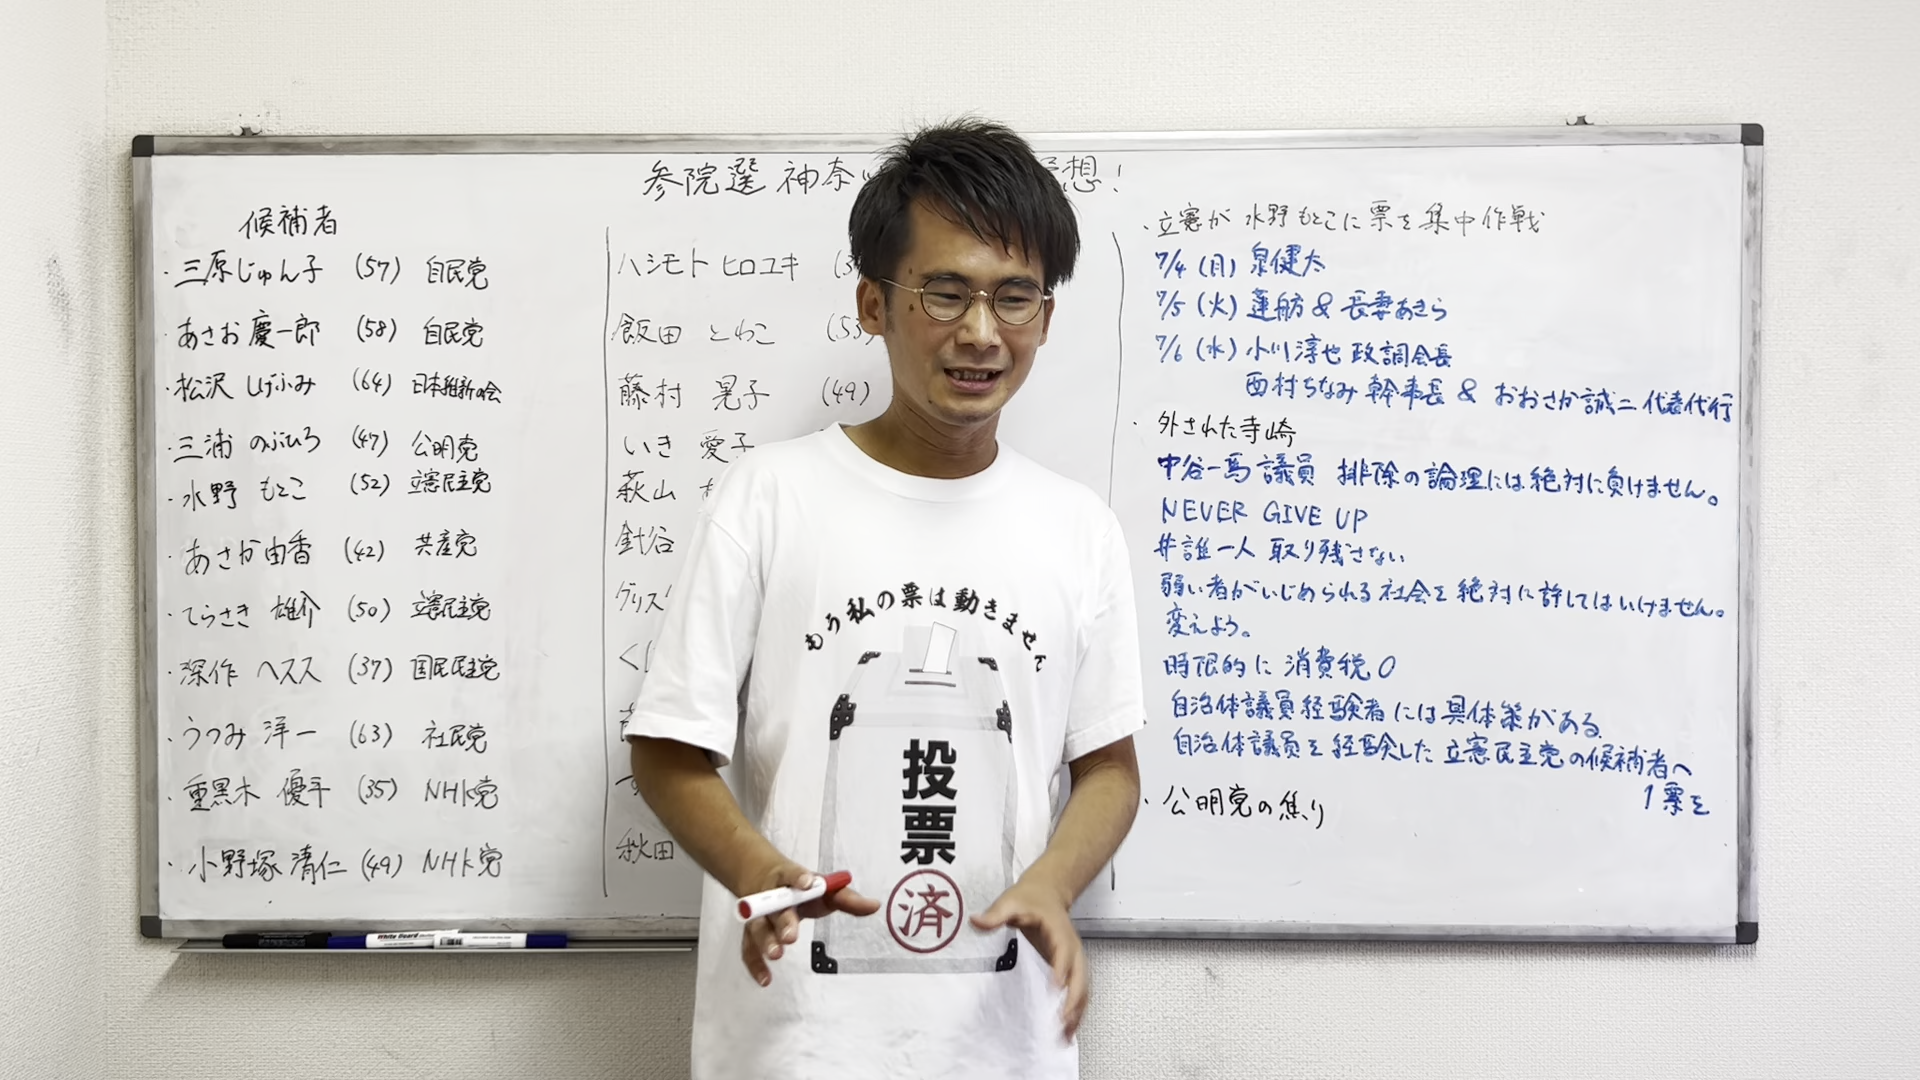 参院選 神奈 想!
候補者
・三原じゅん子 (57) 自民党
・あさお 慶一郎 (58) 自民党
・松沢 しげふみ (64) 日本維新の会
・三浦 のぶひろ (47) 公明党
・水野 もとこ (52) 立憲民主党
・あさか由香 (42) 共産党
・てらさき 雄介 (50) 立憲民主党
・深作 ヘスス (37) 国民民主党
・うつみ 洋一 (63) 社民党
・重黒木 優平 (35) NHK党
・小野塚 清仁 (49) NHK党
ハシモト ヒロユキ
飯田 とわこ (53)
藤村 晃子 (49)
いき 愛子
萩山
針谷
グリス
秋田
・立憲が 水野もとこに票を集中作戦
7/4 (月) 泉健太
7/5 (火) 蓮舫 & 長妻あきら
7/6 (水) 小川淳也 政調会長
西村ちなみ 幹事長 & おおさか誠二 代表代行
・外された寺崎
中谷一馬 議員 排除の論理には絶対に負けません。
NEVER GIVE UP
#誰一人 取り残さない
弱い者がいじめられる社会を絶対に許してはいけません。
変えよう。
時限的に 消費税0
自治体議員経験者には具体策がある。
自治体議員を経験した 立憲民主党の候補者へ
1票を
・公明党の焦り
もう私の票は動きません
投票
済
White Board